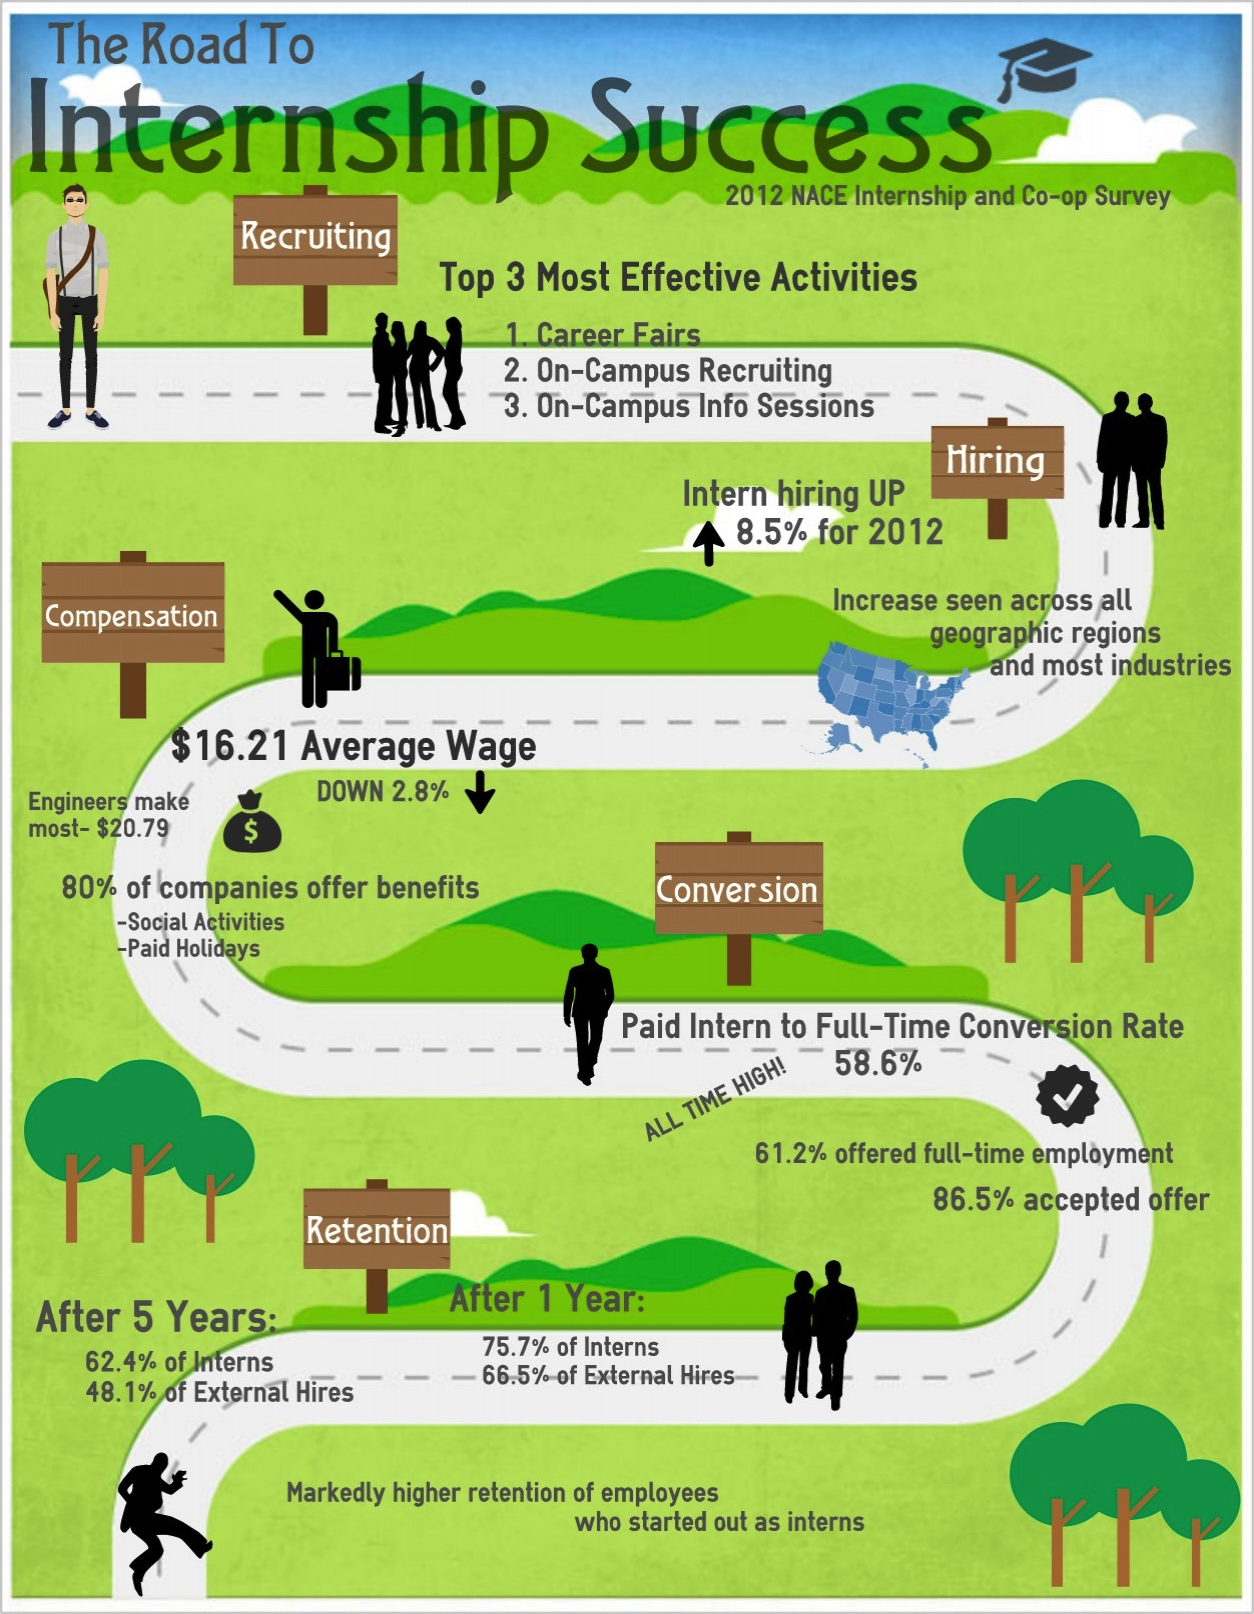 The Road To
Internship Success
2012 NACE Internship and Co-op Survey
Recruiting
Top 3 Most Effective Activities
1. Career Fairs
2. On-Campus Recruiting
3. On-Campus Info Sessions
Hiring
Intern hiring UP
8.5% for 2012
Increase seen across all
geographic regions
and most industries
Compensation
$16.21 Average Wage
DOWN 2.8%
Engineers make
most- $20.79
$
80% of companies offer benefits
-Social Activities
-Paid Holidays
Conversion
Paid Intern to Full-Time Conversion Rate
58.6%
ALL TIME HIGH!
61.2% offered full-time employment
86.5% accepted offer
Retention
After 1 Year:
75.7% of Interns
66.5% of External Hires
After 5 Years:
62.4% of Interns
48.1% of External Hires
Markedly higher retention of employees
who started out as interns